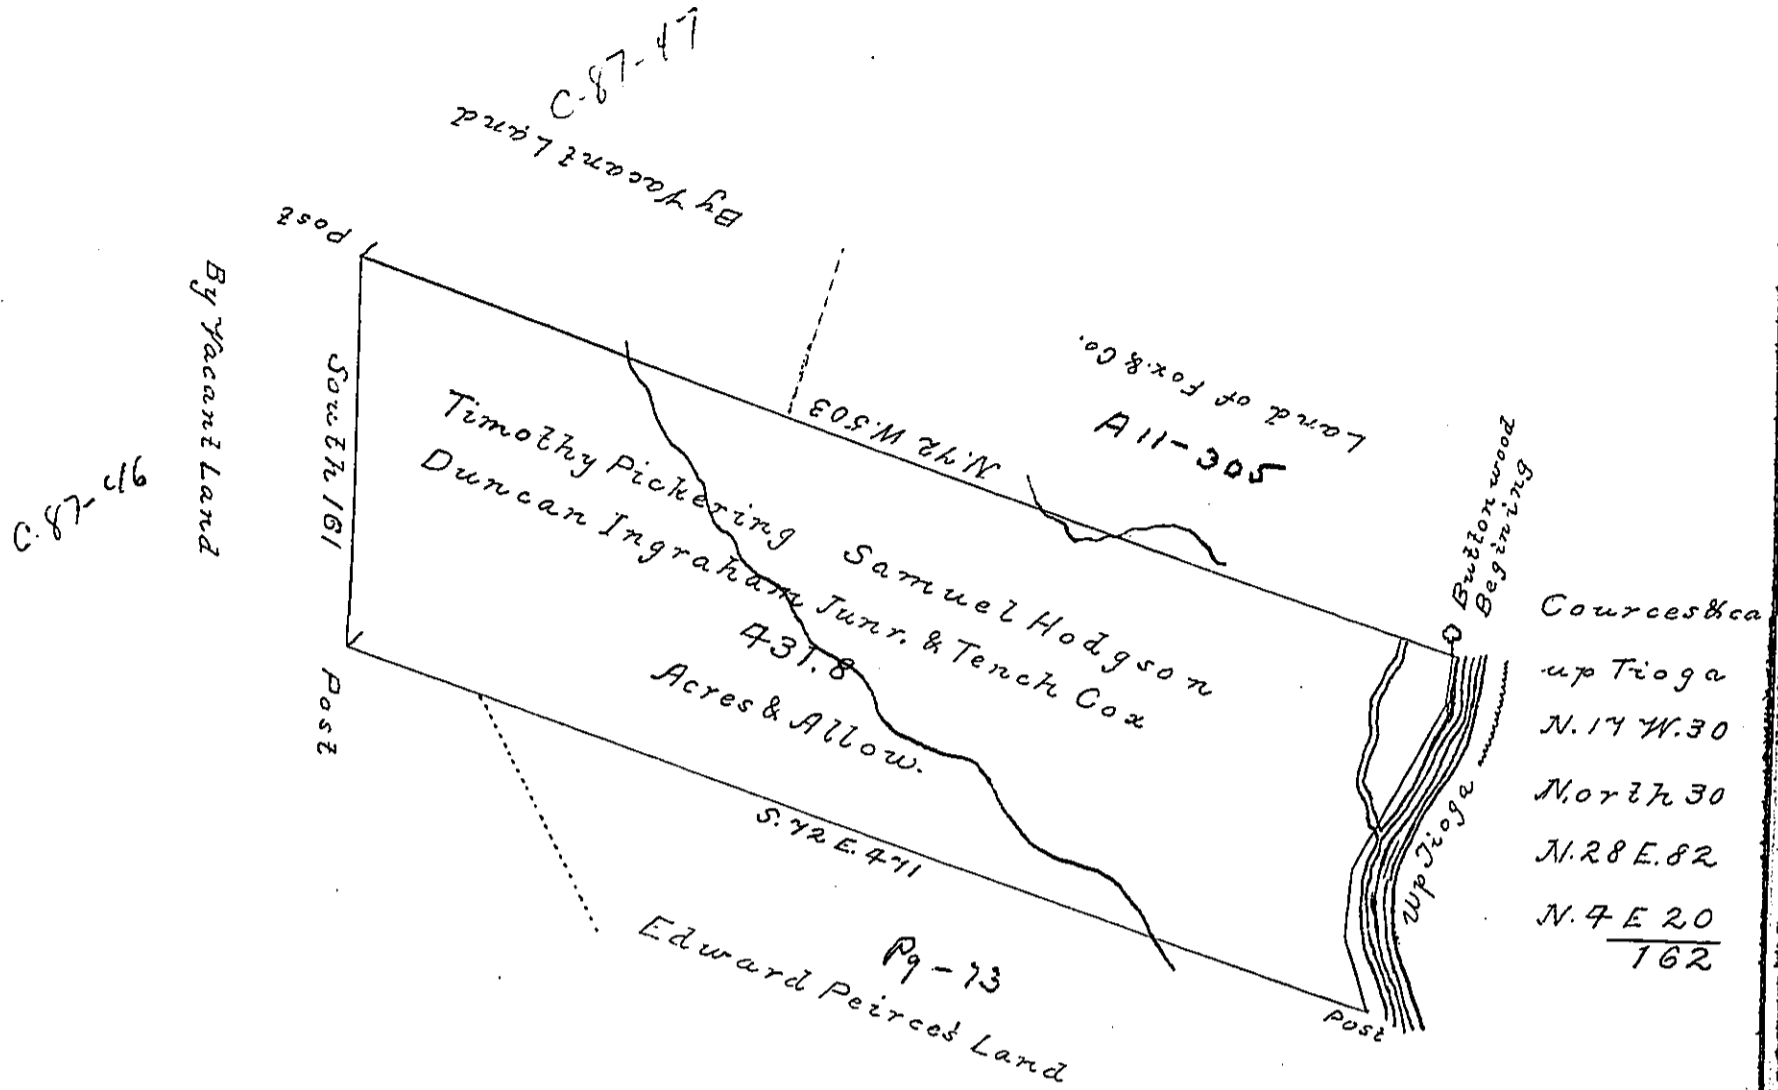 C-87-47
By Vacant Land
Post
By Vacant Land
C.87-46
South 161
Post
Land of Fox & Co.
A11-305
N.72 W.503
Timothy Pickering Samuel Hodgson
Duncan Ingraham Junr. & Tench Cox
431.8
Acres & Allow.
S.72 E.471
Pq-73
Edward Peirce's Land
Post
Buttonwood
Begining
Up Tioga
Cources &ca
up Tioga
N.17 W.30
North 30
N.28 E.82
N.4 E 20
162